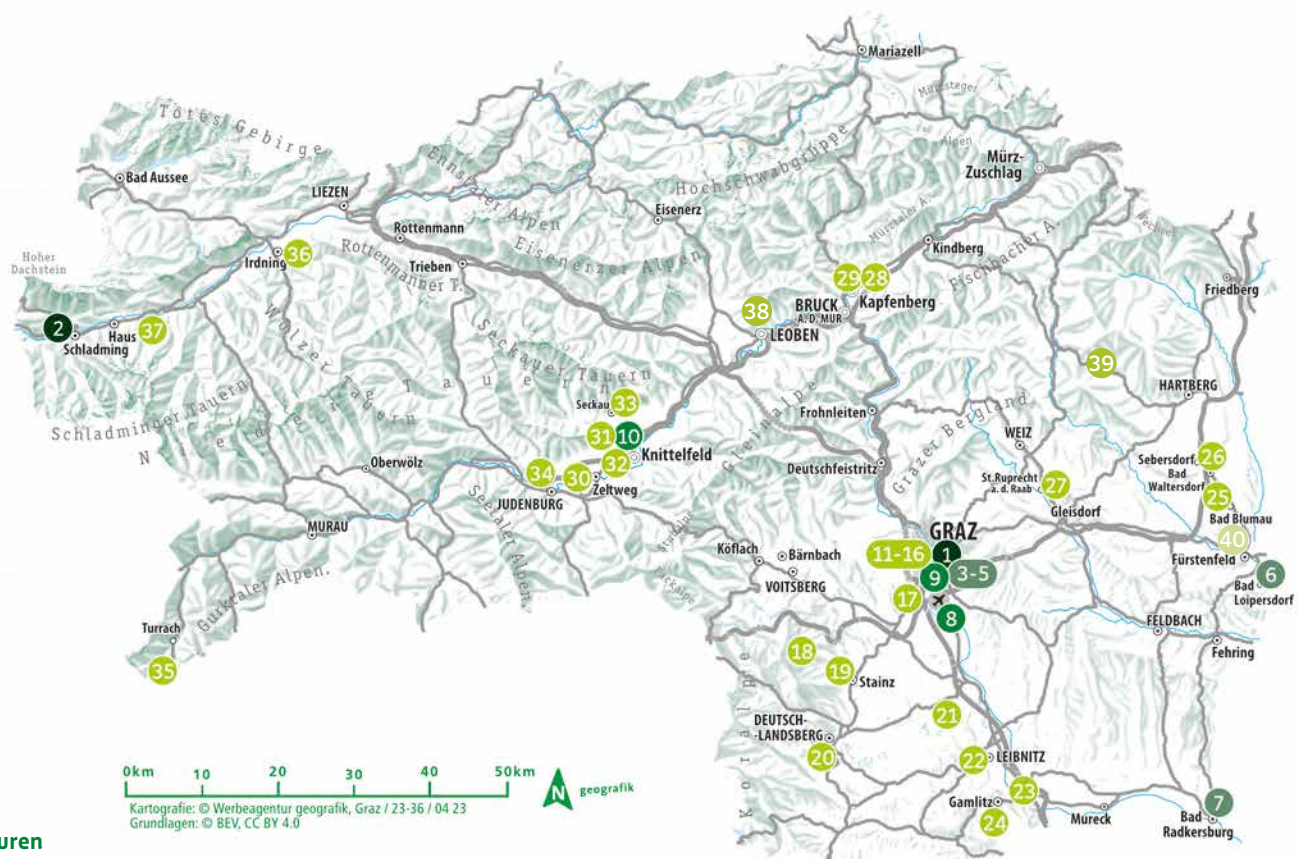 Mariazell
Mürzsteger
Alpen
Totes Gebirge
Bad Aussee
LIEZEN
Ennstaler Alpen
Hochschwabgruppe
Mürz-
Zuschlag
Eisenerz
Rottenmann
Mürztaler A.
Kindberg
Wechsel
Hoher
Dachstein
Irdning
36
Rottenmanner T.
Trieben
Eisenerzer Alpen
Fischbacher A.
Friedberg
29
28
Kapfenberg
BRUCK
A. D. MUR
38
LEOBEN
2
Schladming
Haus
37
Wölzer Tauern
Seckauer Tauern
39
HARTBERG
Schladminger Tauern
Niedere Tauern
Seckau
33
31
10
Knittelfeld
Gleinalpe
Frohnleiten
Grazer Bergland
WEIZ
Oberwölz
34
30
32
Zeltweg
JUDENBURG
Deutschfeistritz
St.Ruprecht
a. d. Raab
27
Gleisdorf
Sebersdorf
26
Bad
Waltersdorf
25
Bad Blumau
MURAU
Seetaler Alpen.
Stubalpe
Packalpe
Köflach
Bärnbach
VOITSBERG
GRAZ
11-16
1
9
3-5
17
8
40
Fürstenfeld
6
Bad
Loipersdorf
Gurktaler Alpen.
Turrach
35
FELDBACH
Fehring
18
19
Stainz
Koralpe
DEUTSCH-
-LANDSBERG
20
21
22
LEIBNITZ
23
Gamlitz
24
Mureck
7
Bad
Radkersburg
0km 10 20 30 40 50km
N
geografik
Kartografie: © Werbeagentur geografik, Graz / 23-36 / 04 23
Grundlagen: © BEV, CC BY 4.0
uren